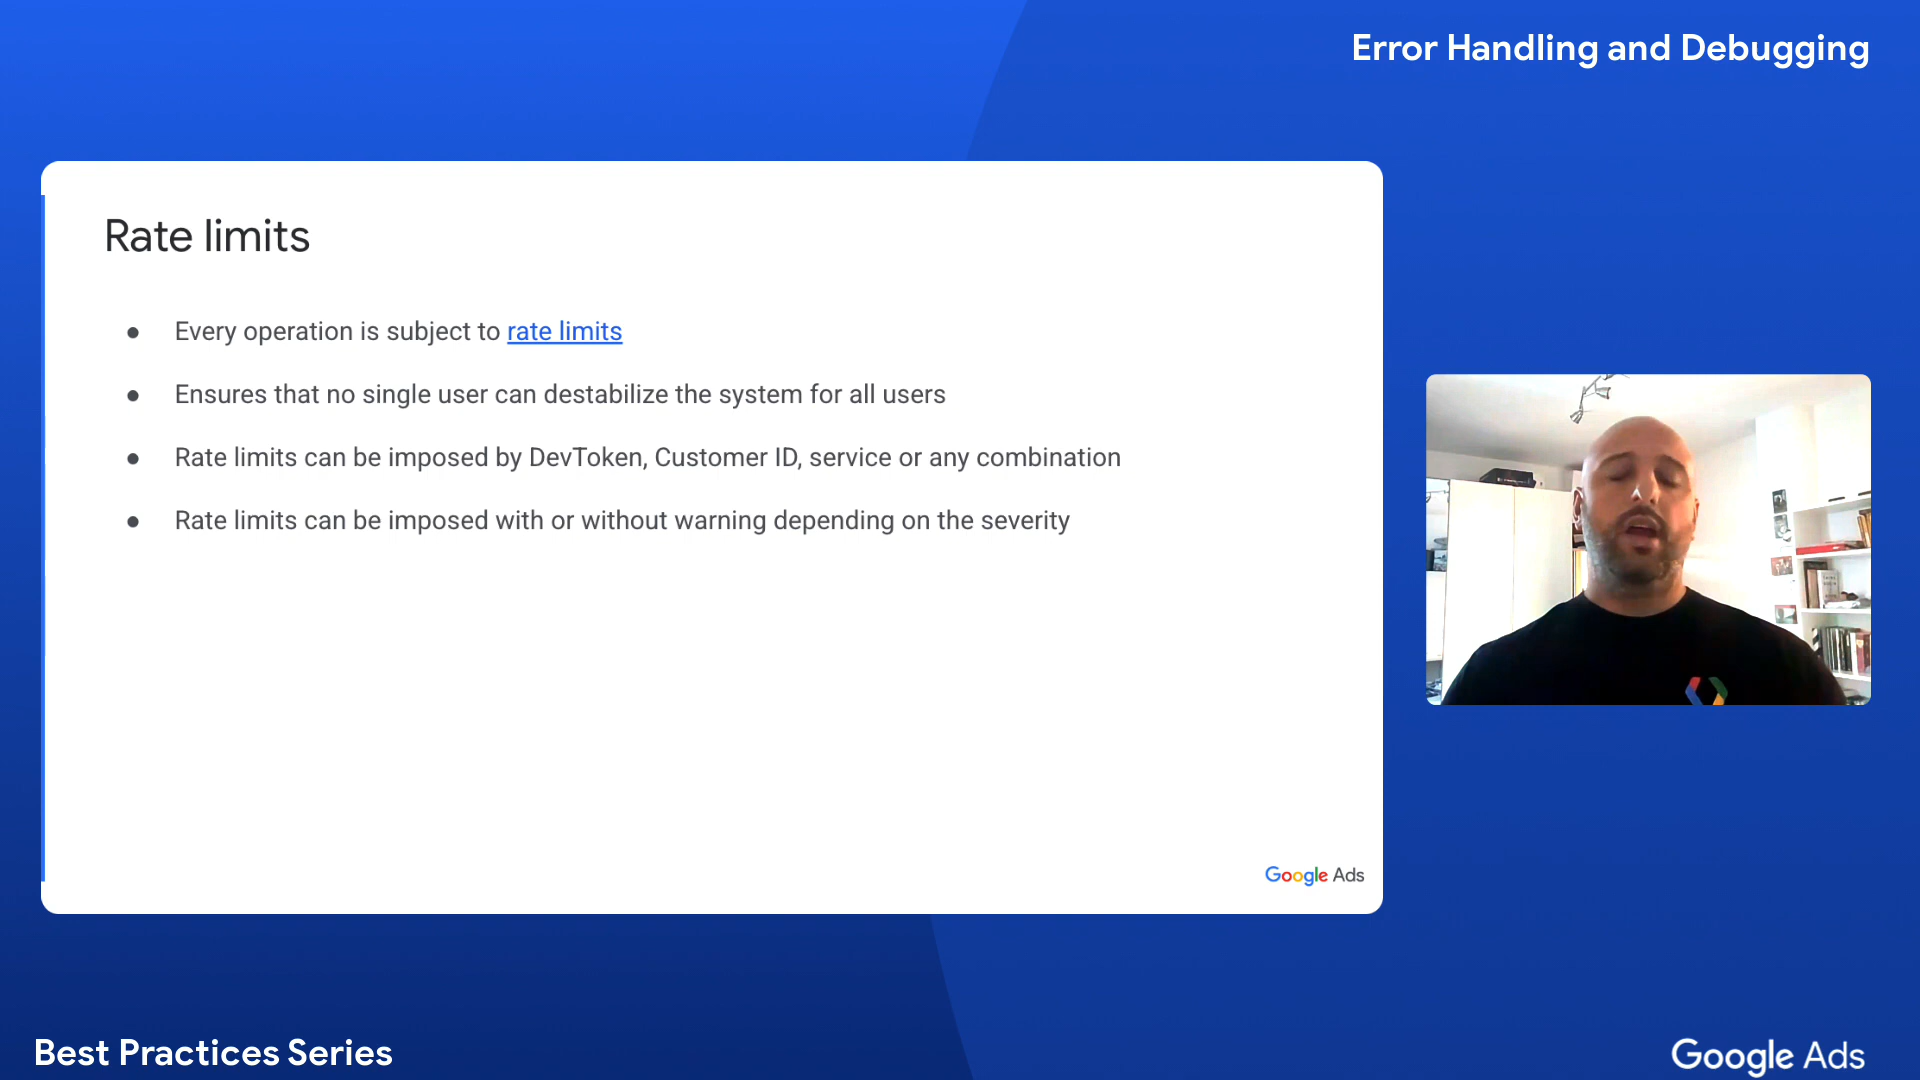 Error Handling and Debugging
Rate limits
● Every operation is subject to rate limits
● Ensures that no single user can destabilize the system for all users
● Rate limits can be imposed by DevToken, Customer ID, service or any combination
● Rate limits can be imposed with or without warning depending on the severity
Google Ads
Best Practices Series
Google Ads